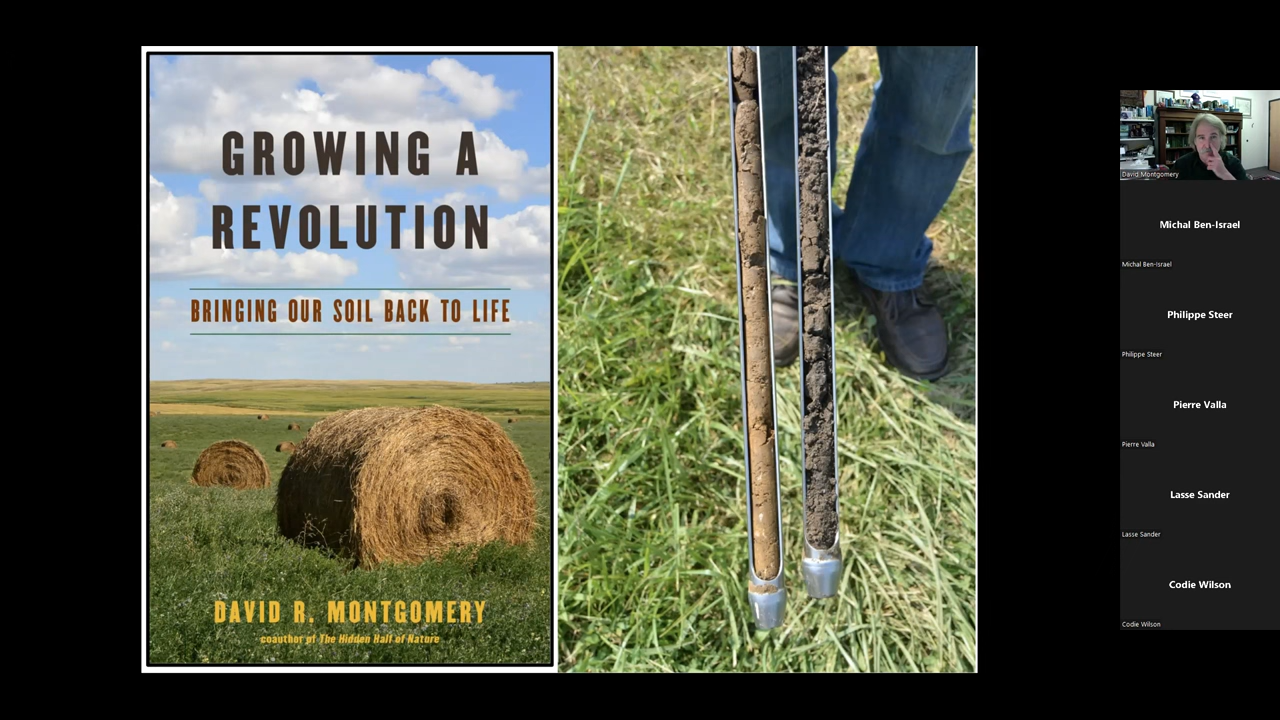 GROWING A
REVOLUTION
BRINGING OUR SOIL BACK TO LIFE
DAVID R. MONTGOMERY
coauthor of The Hidden Half of Nature
David Montgomery
Michal Ben-Israel
Michal Ben-Israel
Philippe Steer
Philippe Steer
Pierre Valla
Pierre Valla
Lasse Sander
Lasse Sander
Codie Wilson
Codie Wilson